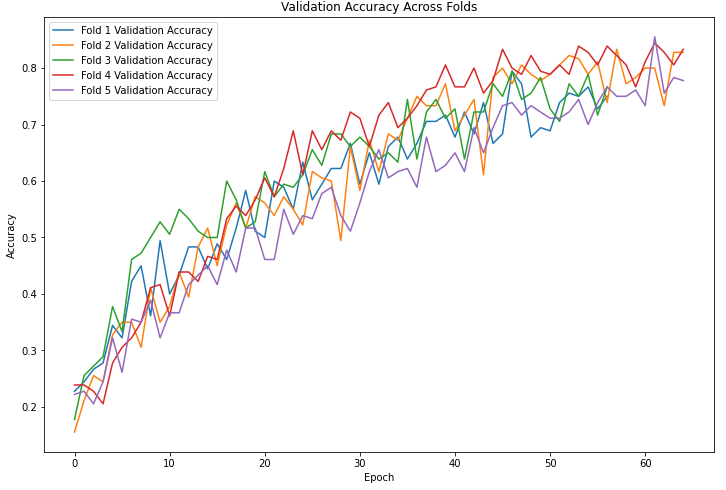 Validation Accuracy Across Folds
Fold 1 Validation Accuracy
Fold 2 Validation Accuracy
Fold 3 Validation Accuracy
Fold 4 Validation Accuracy
Fold 5 Validation Accuracy
Accuracy
0.8
0.7
0.6
0.5
0.4
0.3
0.2
0 10 20 30 40 50 60
Epoch